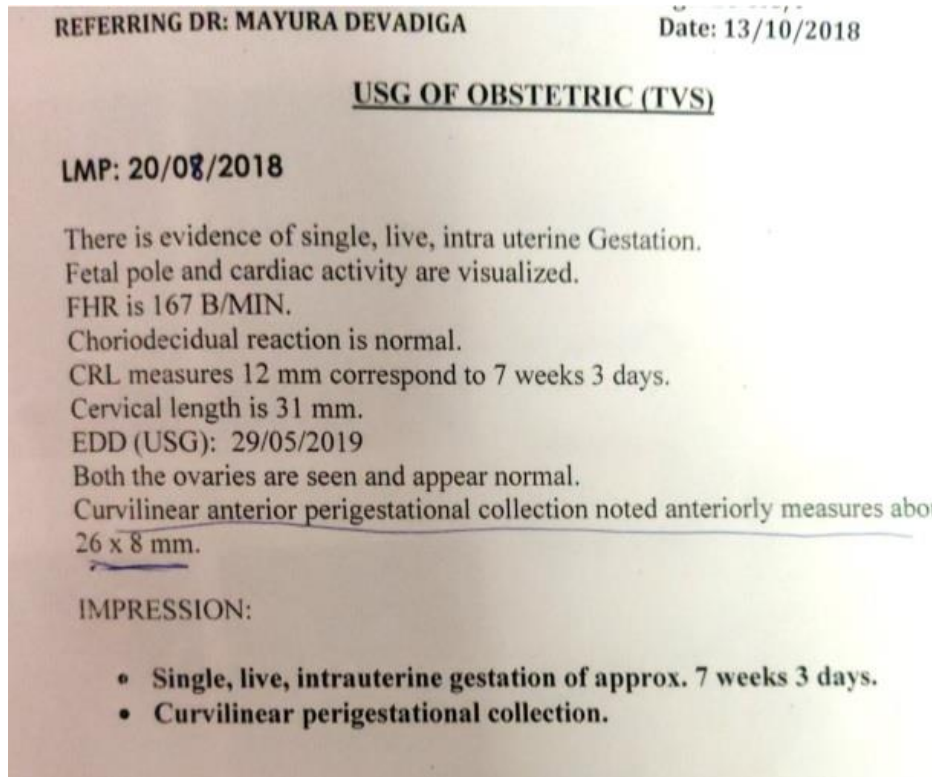 REFERRING DR: MAYURA DEVADIGA
Date: 13/10/2018
USG OF OBSTETRIC (TVS)
LMP: 20/08/2018
There is evidence of single, live, intra uterine Gestation.
Fetal pole and cardiac activity are visualized.
FHR is 167 B/MIN.
Choriodecidual reaction is normal.
CRL measures 12 mm correspond to 7 weeks 3 days.
Cervical length is 31 mm.
EDD (USG): 29/05/2019
Both the ovaries are seen and appear normal.
Curvilinear anterior perigestational collection noted anteriorly measures
26 x 8 mm.
IMPRESSION:
• Single, live, intrauterine gestation of approx. 7 weeks 3 days.
• Curvilinear perigestational collection.